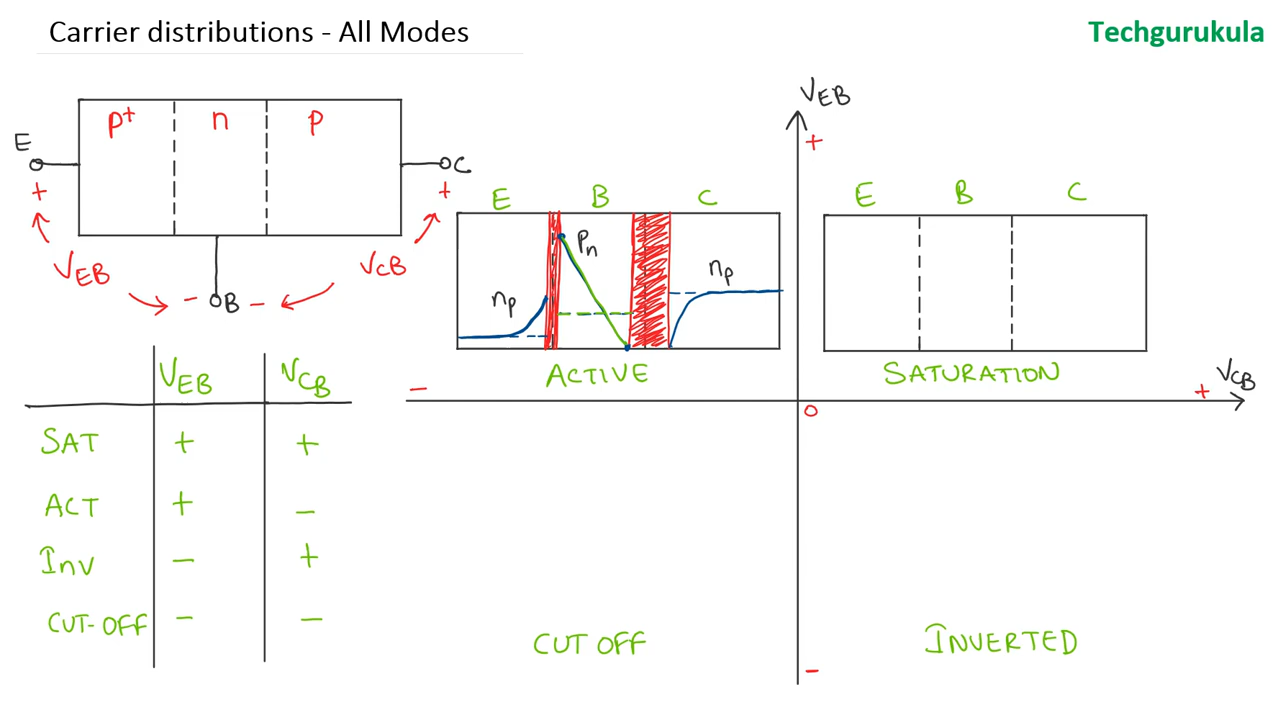 Carrier distributions - All Modes
Techgurukula
p+ n p
E
C
+
+
VEB
VCB
- B -
VEB VCB
SAT + +
ACT + -
Inv - +
CUT-OFF - -
VEB
+
E B C
Pn
np
np
ACTIVE
E B C
SATURATION
VCB
-
+
0
CUT OFF
INVERTED
-